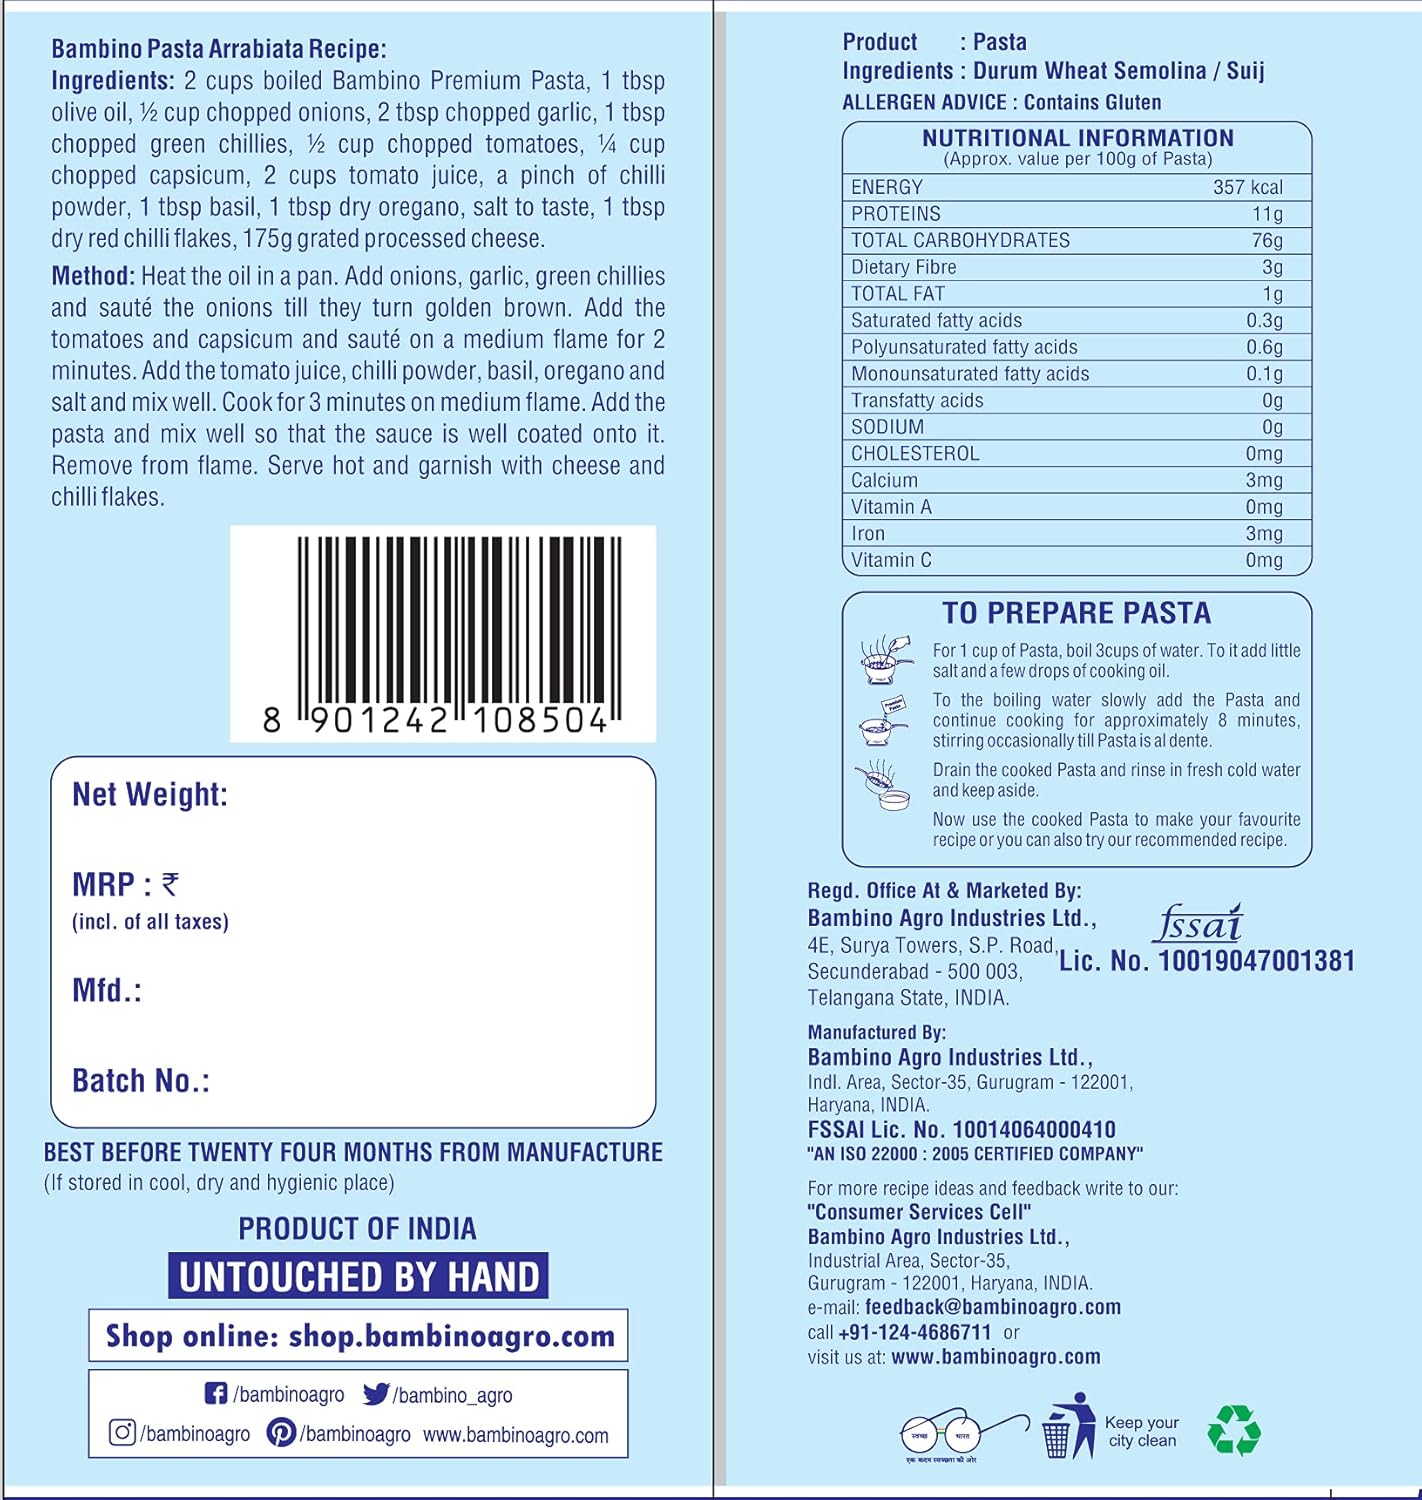 Bambino Pasta Arrabiata Recipe:
Ingredients: 2 cups boiled Bambino Premium Pasta, 1 tbsp
olive oil, ½ cup chopped onions, 2 tbsp chopped garlic, 1 tbsp
chopped green chillies, ½ cup chopped tomatoes, ¼ cup
chopped capsicum, 2 cups tomato juice, a pinch of chilli
powder, 1 tbsp basil, 1 tbsp dry oregano, salt to taste, 1 tbsp
dry red chilli flakes, 175g grated processed cheese.
Method: Heat the oil in a pan. Add onions, garlic, green chillies
and sauté the onions till they turn golden brown. Add the
tomatoes and capsicum and sauté on a medium flame for 2
minutes. Add the tomato juice, chilli powder, basil, oregano and
salt and mix well. Cook for 3 minutes on medium flame. Add the
pasta and mix well so that the sauce is well coated onto it.
Remove from flame. Serve hot and garnish with cheese and
chilli flakes.
8 901242 108504
Net Weight:
MRP : ₹
(incl. of all taxes)
Mfd.:
Batch No.:
BEST BEFORE TWENTY FOUR MONTHS FROM MANUFACTURE
(If stored in cool, dry and hygienic place)
PRODUCT OF INDIA
UNTOUCHED BY HAND
Shop online: shop.bambinoagro.com
/bambinoagro /bambino_agro
/bambinoagro /bambinoagro www.bambinoagro.com
Product : Pasta
Ingredients : Durum Wheat Semolina / Suij
ALLERGEN ADVICE : Contains Gluten
NUTRITIONAL INFORMATION
(Approx. value per 100g of Pasta)
ENERGY 357 kcal
PROTEINS 11g
TOTAL CARBOHYDRATES 76g
Dietary Fibre 3g
TOTAL FAT 1g
Saturated fatty acids 0.3g
Polyunsaturated fatty acids 0.6g
Monounsaturated fatty acids 0.1g
Transfatty acids 0g
SODIUM 0g
CHOLESTEROL 0mg
Calcium 3mg
Vitamin A 0mg
Iron 3mg
Vitamin C 0mg
TO PREPARE PASTA
For 1 cup of Pasta, boil 3cups of water. To it add little
salt and a few drops of cooking oil.
Premium
Pasta
To the boiling water slowly add the Pasta and
continue cooking for approximately 8 minutes,
stirring occasionally till Pasta is al dente.
Drain the cooked Pasta and rinse in fresh cold water
and keep aside.
Now use the cooked Pasta to make your favourite
recipe or you can also try our recommended recipe.
Regd. Office At & Marketed By:
Bambino Agro Industries Ltd.,
4E, Surya Towers, S.P. Road,
Secunderabad - 500 003,
Telangana State, INDIA.
fssai
Lic. No. 10019047001381
Manufactured By:
Bambino Agro Industries Ltd.,
Indl. Area, Sector-35, Gurugram - 122001,
Haryana, INDIA.
FSSAI Lic. No. 10014064000410
"AN ISO 22000 : 2005 CERTIFIED COMPANY"
For more recipe ideas and feedback write to our:
"Consumer Services Cell"
Bambino Agro Industries Ltd.,
Industrial Area, Sector-35,
Gurugram - 122001, Haryana, INDIA.
e-mail: feedback@bambinoagro.com
call +91-124-4686711 or
visit us at: www.bambinoagro.com
स्वच्छ भारत
एक कदम स्वच्छता की ओर
Keep your
city clean